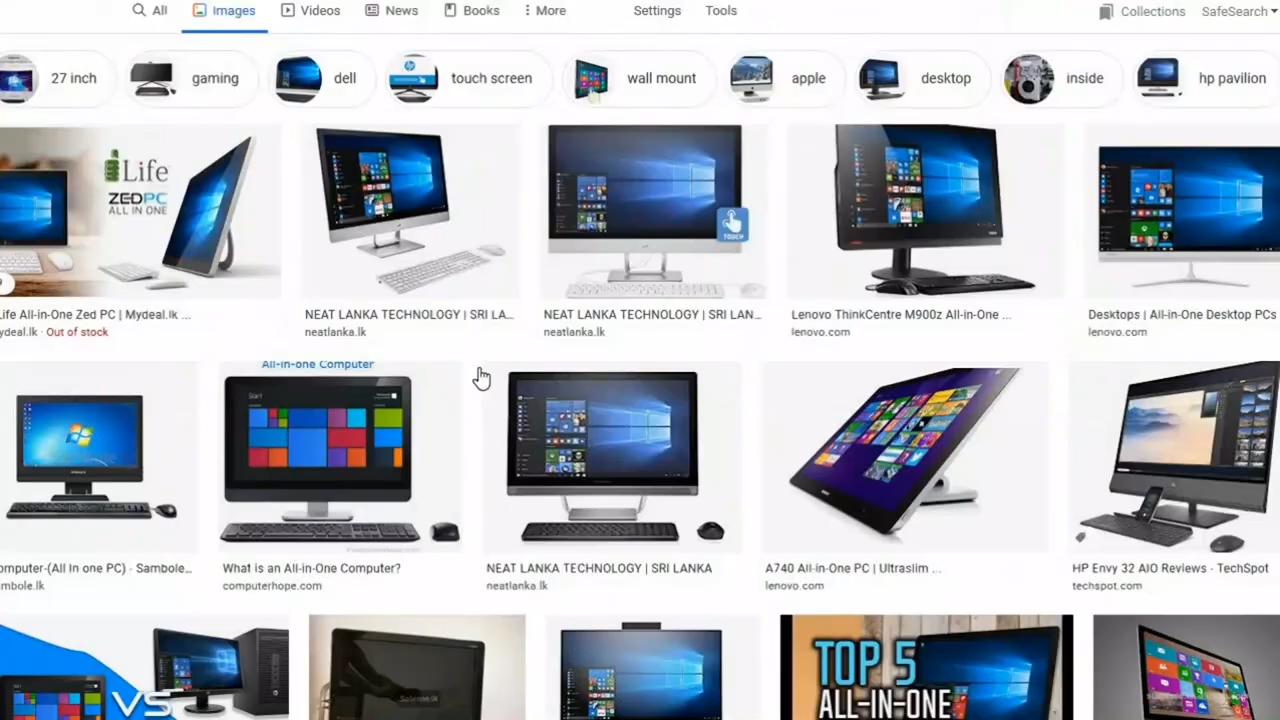 All
Images
Videos
News
Books
More
Settings
Tools
Collections
SafeSearch
27 inch
gaming
dell
touch screen
wall mount
apple
desktop
inside
hp pavilion
iLife
ZEDPC
ALL IN ONE
TOUCH
Life All-in-One Zed PC | Mydeal.lk ...
ydeal.lk · Out of stock
NEAT LANKA TECHNOLOGY | SRI LA...
neatlanka.lk
NEAT LANKA TECHNOLOGY | SRI LAN...
neatlanka.lk
Lenovo ThinkCentre M900z All-in-One ...
lenovo.com
Desktops | All-in-One Desktop PCs
lenovo.com
All-in-one Computer
Start
omputer-(All In one PC) - Sambole...
mbole.lk
What is an All-in-One Computer?
computerhope.com
NEAT LANKA TECHNOLOGY | SRI LANKA
neatlanka.lk
A740 All-in-One PC | Ultraslim ...
lenovo.com
HP Envy 32 AIO Reviews - TechSpot
techspot.com
VS
TOP 5
ALL-IN-ONE